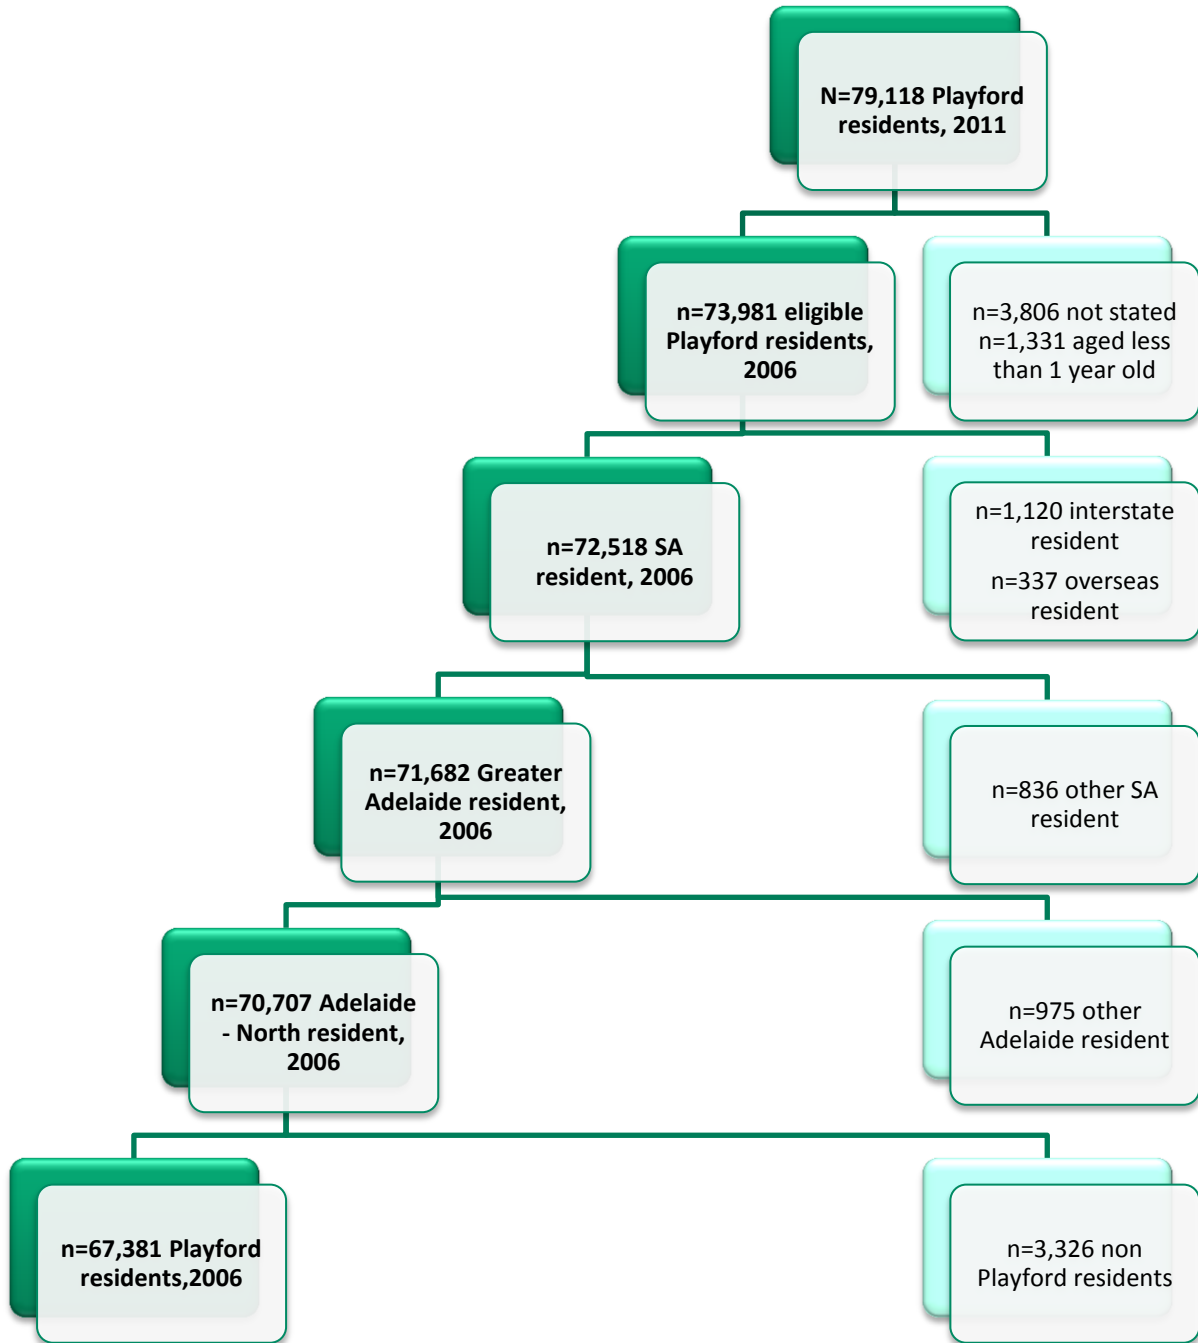 N=79,118 Playford
residents, 2011
n=73,981 eligible
Playford residents,
2006
n=3,806 not stated
n=1,331 aged less
than 1 year old
n=72,518 SA
resident, 2006
n=1,120 interstate
resident
n=337 overseas
resident
n=71,682 Greater
Adelaide resident,
2006
n=836 other SA
resident
n=70,707 Adelaide
- North resident,
2006
n=975 other
Adelaide resident
n=67,381 Playford
residents,2006
n=3,326 non
Playford residents